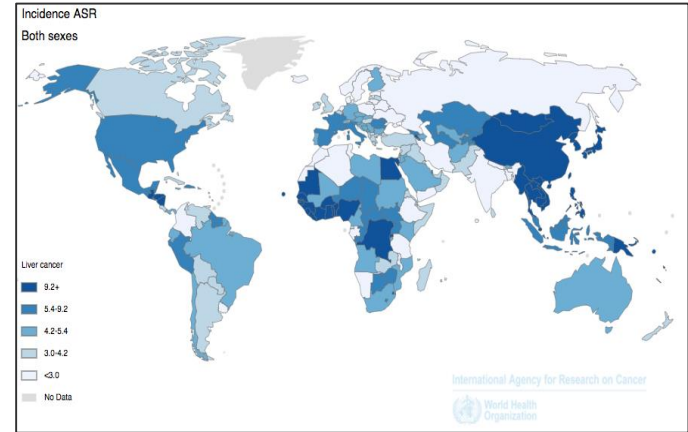 Incidence ASR
Both sexes
Liver cancer
9.2+
5.4-9.2
4.2-5.4
3.0-4.2
<3.0
No Data
International Agency for Research on Cancer
World Health
Organization